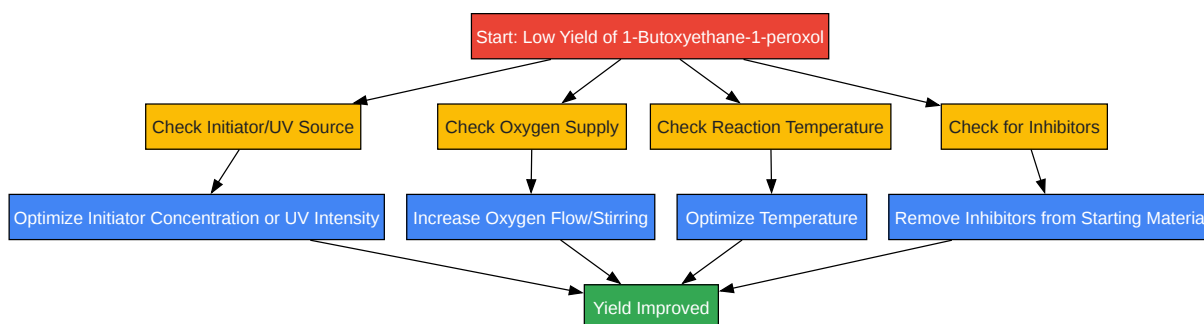 Start: Low Yield of 1-Butoxyethane-1-peroxol
Check Initiator/UV Source
Check Oxygen Supply
Check Reaction Temperature
Check for Inhibitors
Optimize Initiator Concentration or UV Intensity
Increase Oxygen Flow/Stirring
Optimize Temperature
Remove Inhibitors from Starting Materia
Yield Improved